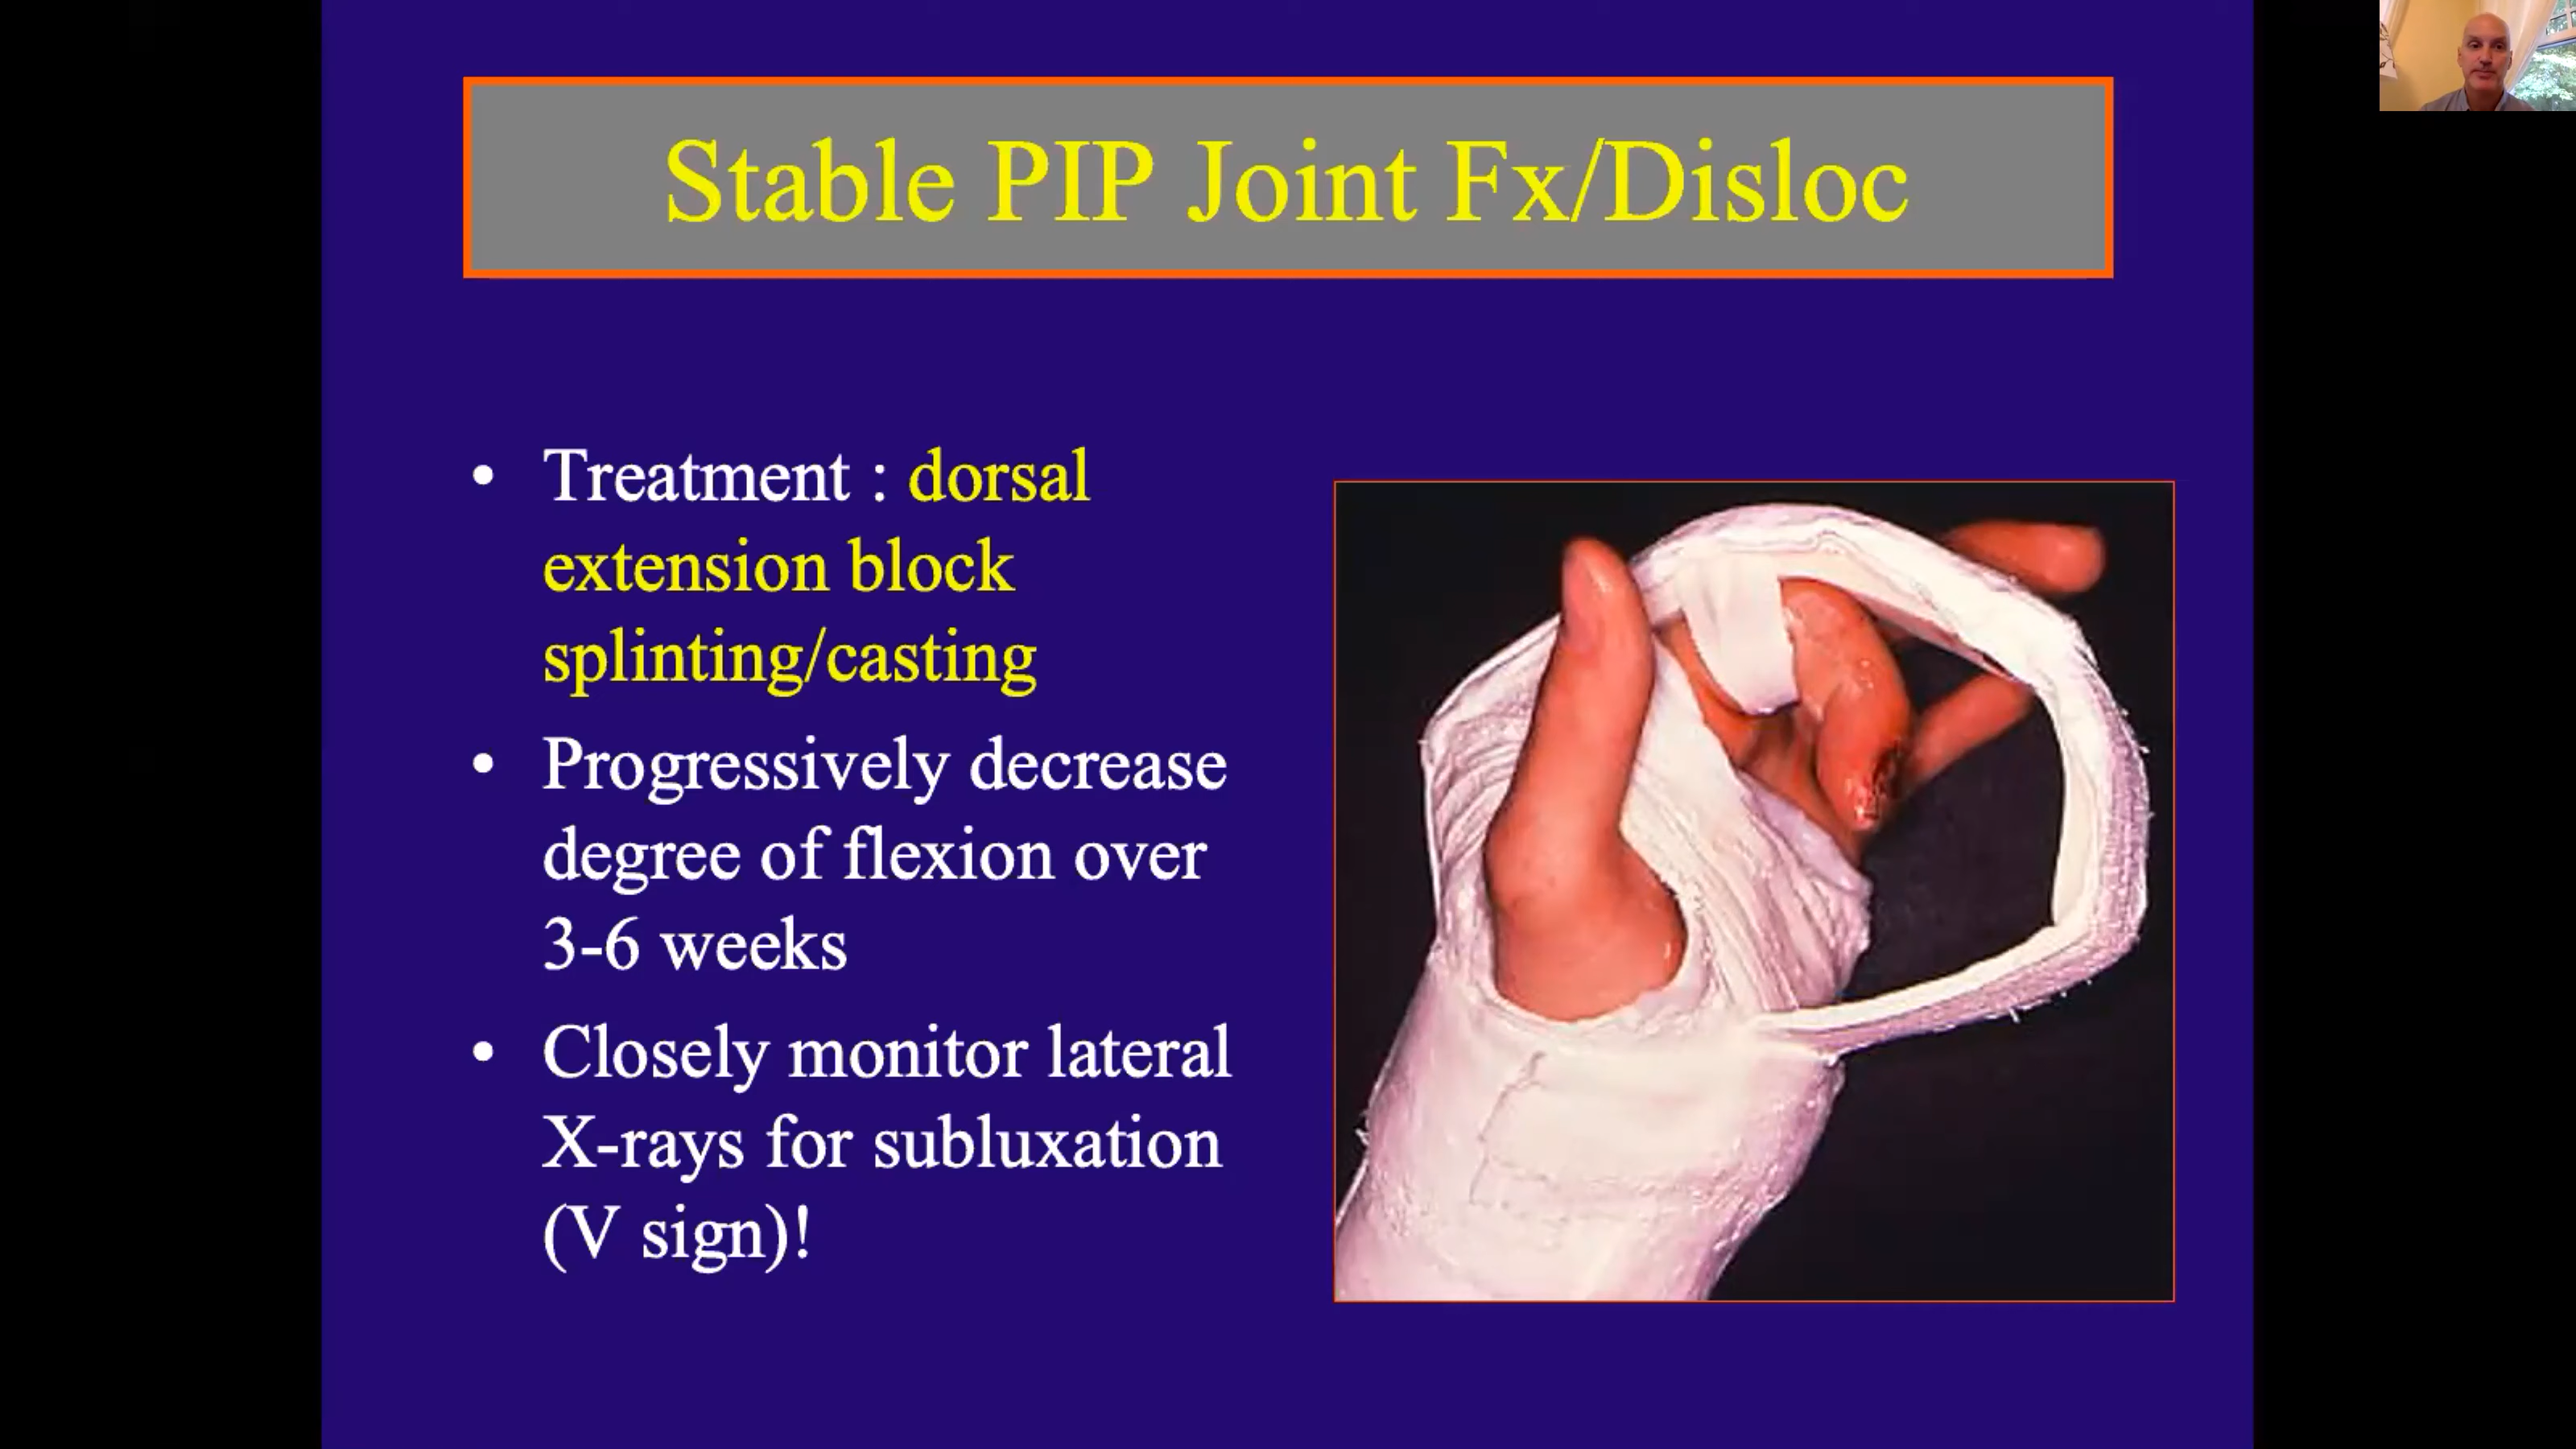 Stable PIP Joint Fx/Disloc
• Treatment : dorsal
extension block
splinting/casting
• Progressively decrease
degree of flexion over
3-6 weeks
• Closely monitor lateral
X-rays for subluxation
(V sign)!